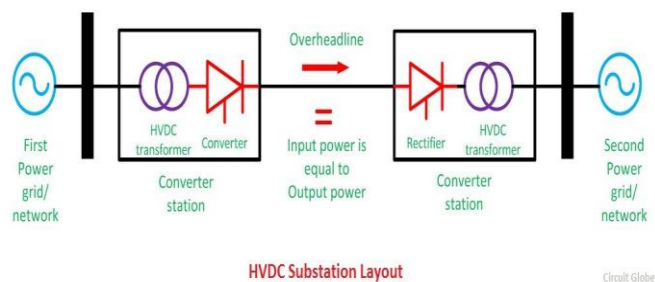 Overheadline
HVDC
transformer
Converter
Rectifier
HVDC
transformer
First
Power
grid/
network
Converter
station
Input power is
equal to
Output power
Converter
station
Second
Power
grid/
network
HVDC Substation Layout
Circuit Globe